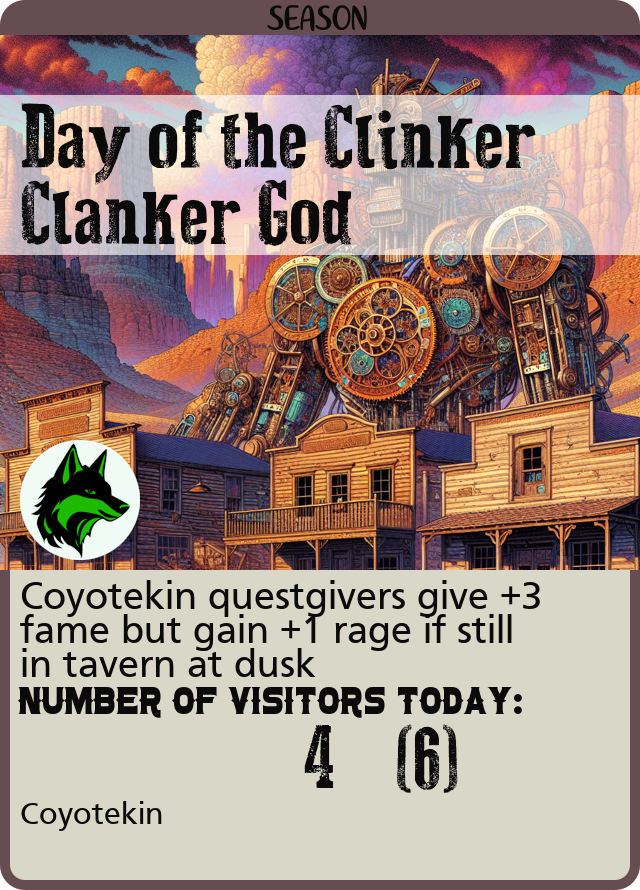 SEASON
Day of the Clinker
Clanker God
Coyotekin questgivers give +3
fame but gain +1 rage if still
in tavern at dusk
NUMBER OF VISITORS TODAY:
4 (6)
Coyotekin